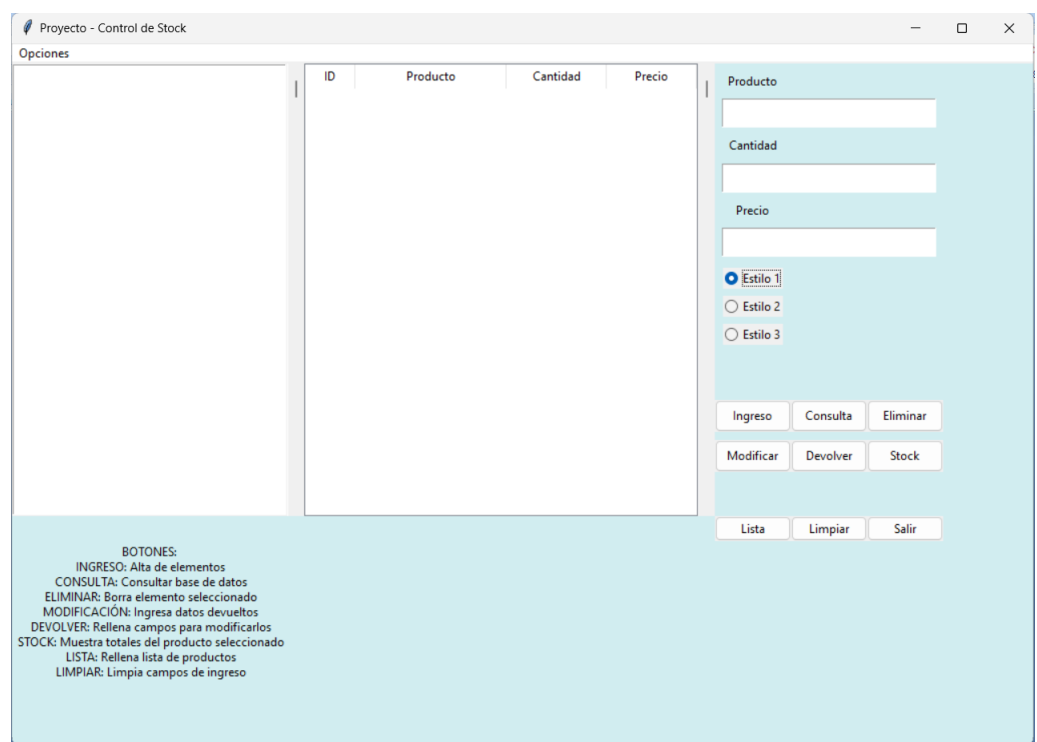 Proyecto - Control de Stock
Opciones
ID Producto Cantidad Precio
Producto
Cantidad
Precio
Estilo 1
Estilo 2
Estilo 3
Ingreso Consulta Eliminar
Modificar Devolver Stock
Lista Limpiar Salir
BOTONES:
INGRESO: Alta de elementos
CONSULTA: Consultar base de datos
ELIMINAR: Borra elemento seleccionado
MODIFICACIÓN: Ingresa datos devueltos
DEVOLVER: Rellena campos para modificarlos
STOCK: Muestra totales del producto seleccionado
LISTA: Rellena lista de productos
LIMPIAR: Limpia campos de ingreso